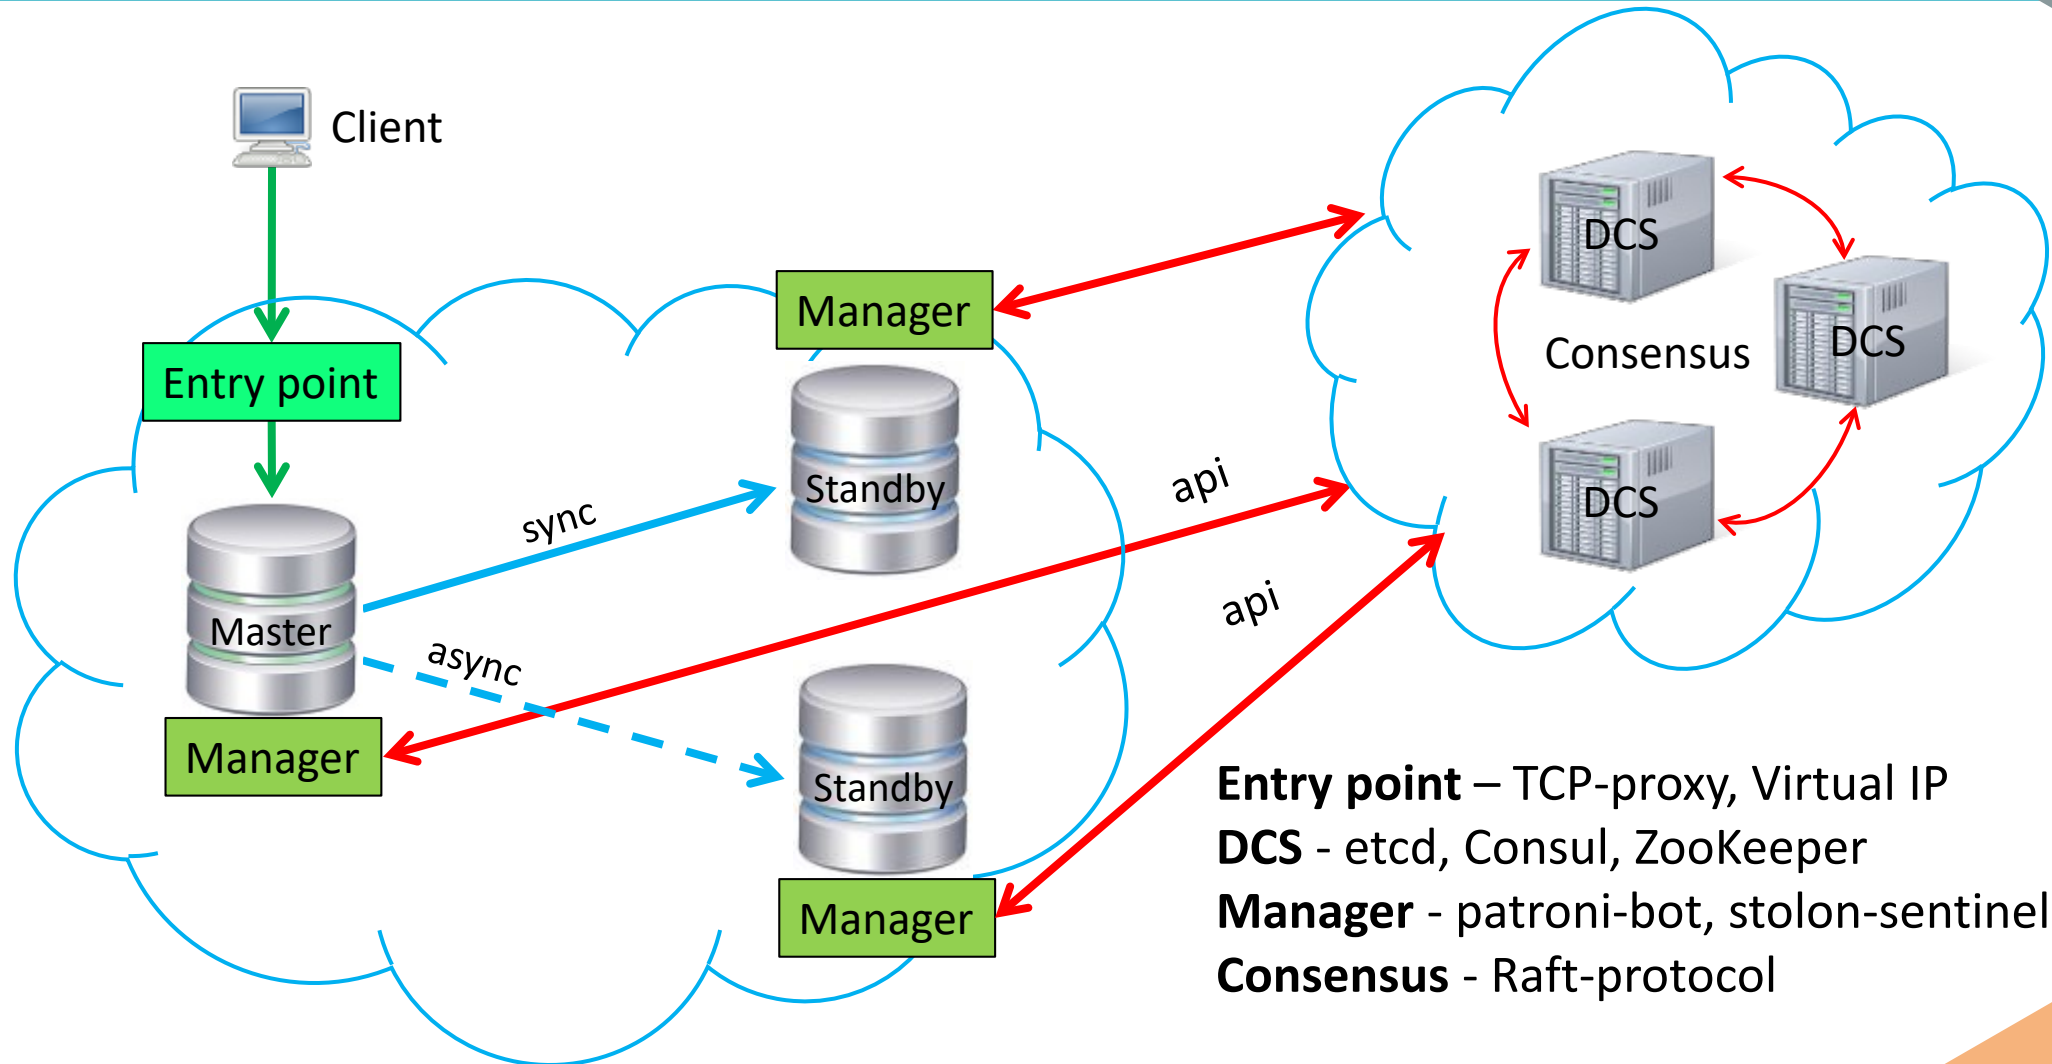 Client
Entry point
Manager
Standby
sync
Master
async
Manager
Standby
Manager
api
api
DCS
DCS
Consensus
DCS
Entry point – TCP-proxy, Virtual IP
DCS - etcd, Consul, ZooKeeper
Manager - patroni-bot, stolon-sentinel
Consensus - Raft-protocol